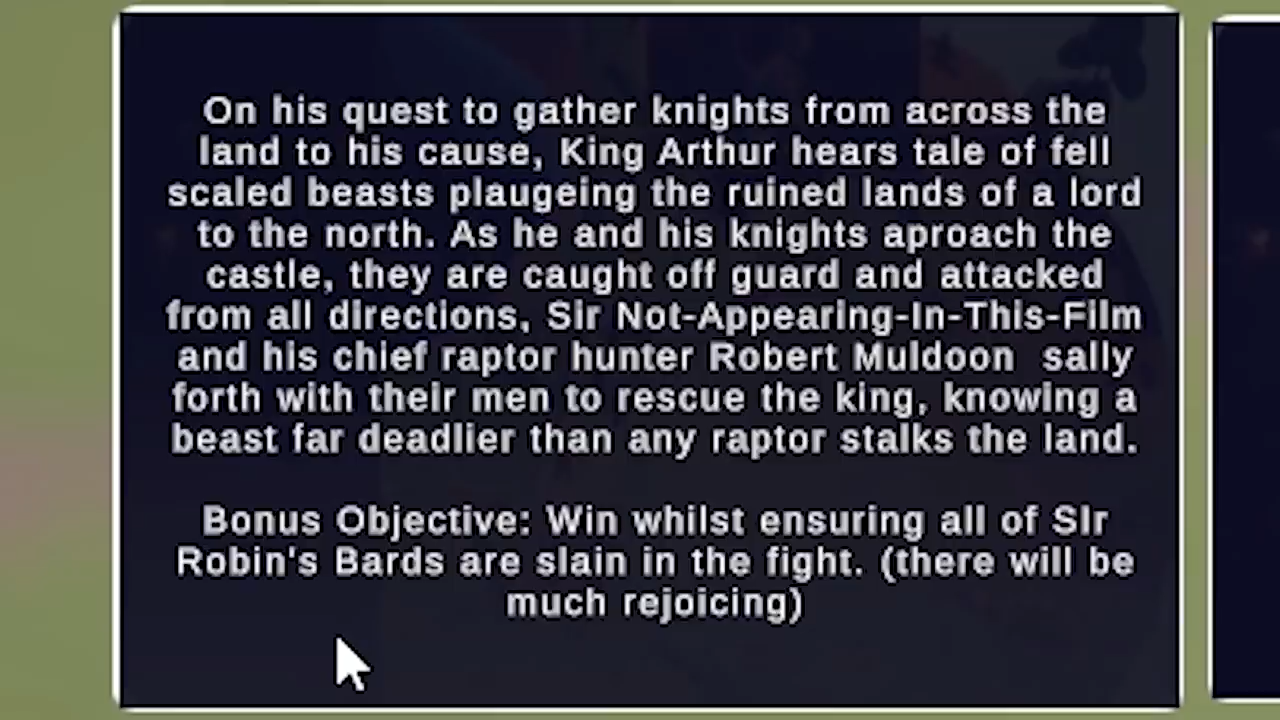 On his quest to gather knights from across the
land to his cause, King Arthur hears tale of fell
scaled beasts plaugeing the ruined lands of a lord
to the north. As he and his knights aproach the
castle, they are caught off guard and attacked
from all directions, Sir Not-Appearing-In-This-Film
and his chief raptor hunter Robert Muldoon  sally
forth with their men to rescue the king, knowing a
beast far deadlier than any raptor stalks the land.
Bonus Objective: Win whilst ensuring all of SIr
Robin's Bards are slain in the fight. (there will be
much rejoicing)